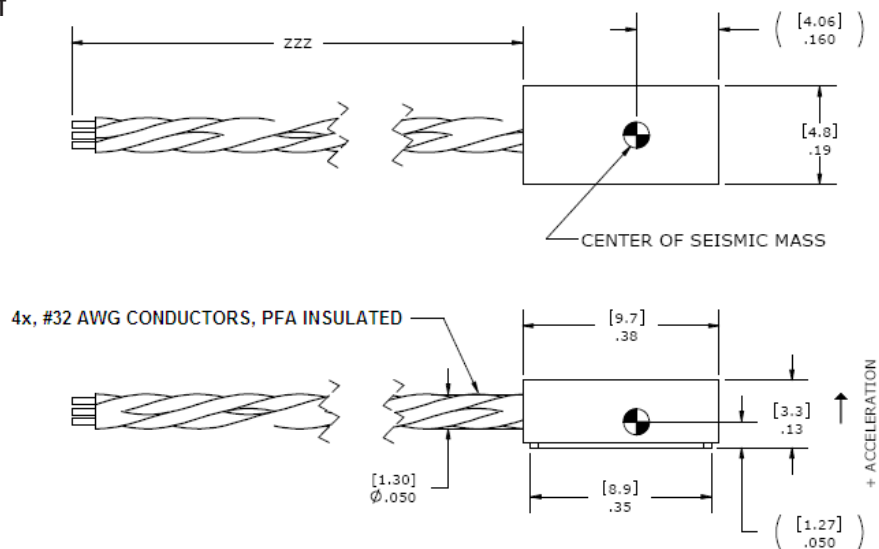 T
ZZZ
( [4.06] )
.160
[4.8]
.19
CENTER OF SEISMIC MASS
4x, #32 AWG CONDUCTORS, PFA INSULATED
[9.7]
.38
[3.3]
.13
+ ACCELERATION
[1.30]
Ø.050
[8.9]
.35
( [1.27] )
.050